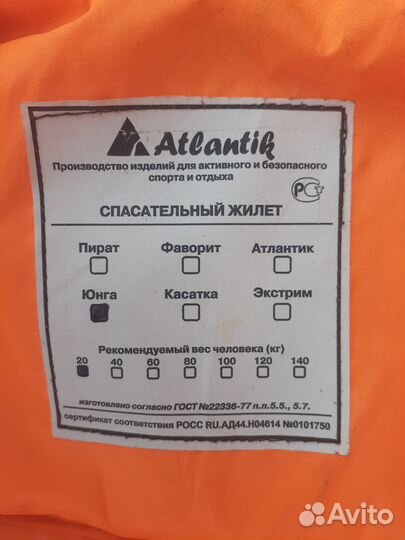 Atlantik
Производство изделий для активного и безопасного
спорта и отдыха
РСТ
СПАСАТЕЛЬНЫЙ ЖИЛЕТ
Пират Фаворит Атлантик
Юнга Касатка Экстрим
Рекомендуемый вес человека (кг)
20 40 60 80 100 120 140
изготовлено согласно ГОСТ №22336-77 п.п.5.5., 5.7.
сертификат соответствия РОСС RU.АД44.Н04614 №0101750
Avito